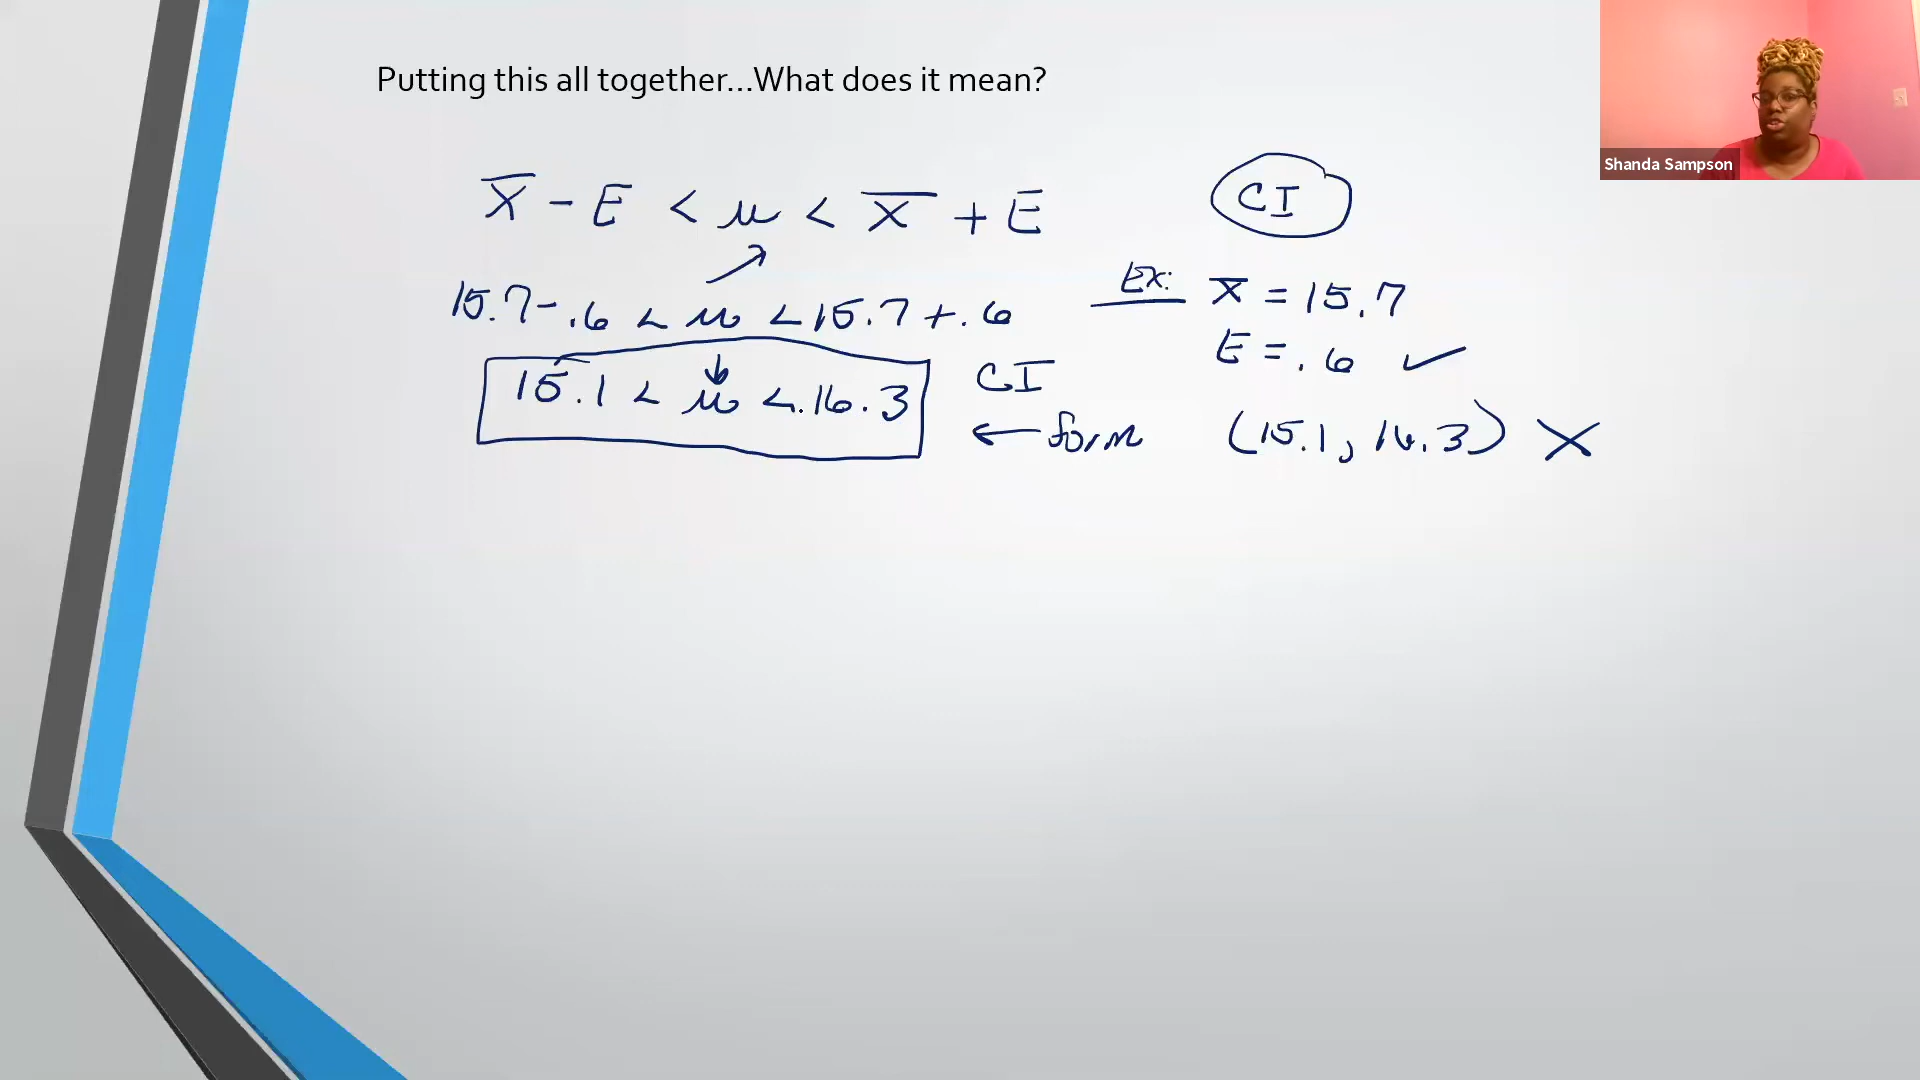 Putting this all together...What does it mean?
Shanda Sampson
x̅ - E < μ < x̅ + E
CI
Ex: x̅ = 15.7
15.7 - .6 < μ < 15.7 + .6
E = .6 ✓
15.1 < μ < 16.3
CI
← form
(15.1, 16.3) X